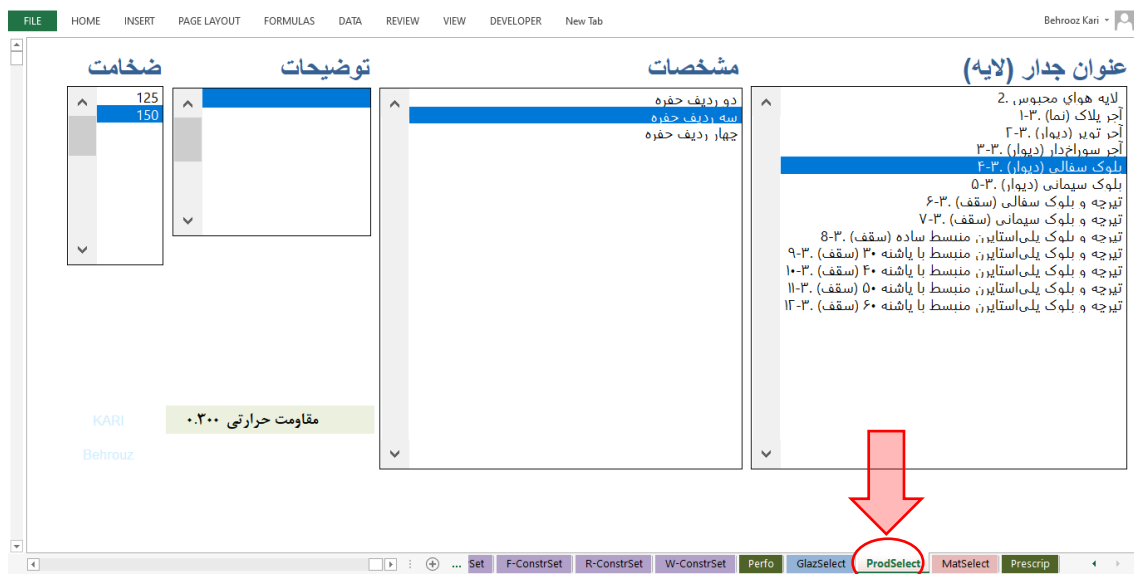 FILE HOME INSERT PAGE LAYOUT FORMULAS DATA REVIEW VIEW DEVELOPER New Tab Behrooz Kari
عنوان جدار (لایه)
لایه هوای محبوس .2
آجر پلاک (نما) .۳-۱
آجر توپر (دیوار) .۳-۲
آجر سوراخ‌دار (دیوار) .۳-۳
بلوک سفالی (دیوار) .۳-۴
بلوک سیمانی (دیوار) .۳-۵
تیرچه و بلوک سفالی (سقف) .۳-۶
تیرچه و بلوک سیمانی (سقف) .۳-۷
تیرچه و بلوک پلی‌استایرن منبسط ساده (سقف) .۳-8
تیرچه و بلوک پلی‌استایرن منبسط با پاشنه ۳۰ (سقف) .۳-۹
تیرچه و بلوک پلی‌استایرن منبسط با پاشنه ۴۰ (سقف) .۳-۱۰
تیرچه و بلوک پلی‌استایرن منبسط با پاشنه ۵۰ (سقف) .۳-۱۱
تیرچه و بلوک پلی‌استایرن منبسط با پاشنه ۶۰ (سقف) .۳-۱۲
مشخصات
دو ردیف حفره
سه ردیف حفره
چهار ردیف حفره
توضیحات
ضخامت
125
150
مقاومت حرارتی ۰.۳۰۰
KARI
Behrouz
... Set F-ConstrSet R-ConstrSet W-ConstrSet Perfo GlazSelect ProdSelect MatSelect Prescrip